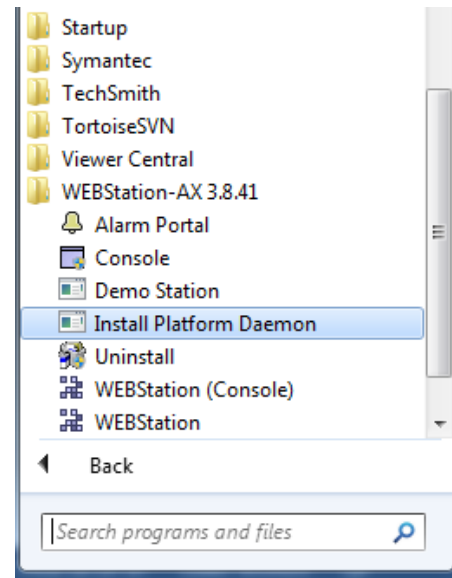 Startup
Symantec
TechSmith
TortoiseSVN
Viewer Central
WEBStation-AX 3.8.41
Alarm Portal
Console
Demo Station
Install Platform Daemon
Uninstall
WEBStation (Console)
WEBStation
Back
Search programs and files